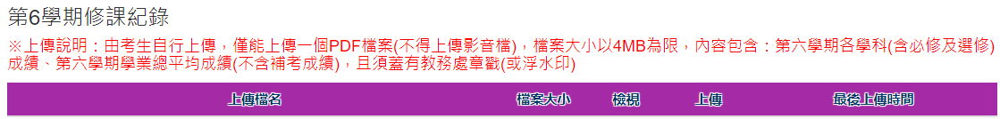 第6學期修課紀錄
※上傳說明：由考生自行上傳，僅能上傳一個PDF檔案(不得上傳影音檔)，檔案大小以4MB為限，內容包含：第六學期各學科(含必修及選修)
成績、第六學期學業總平均成績(不含補考成績)，且須蓋有教務處章戳(或浮水印)
上傳檔名 檔案大小 檢視 上傳 最後上傳時間